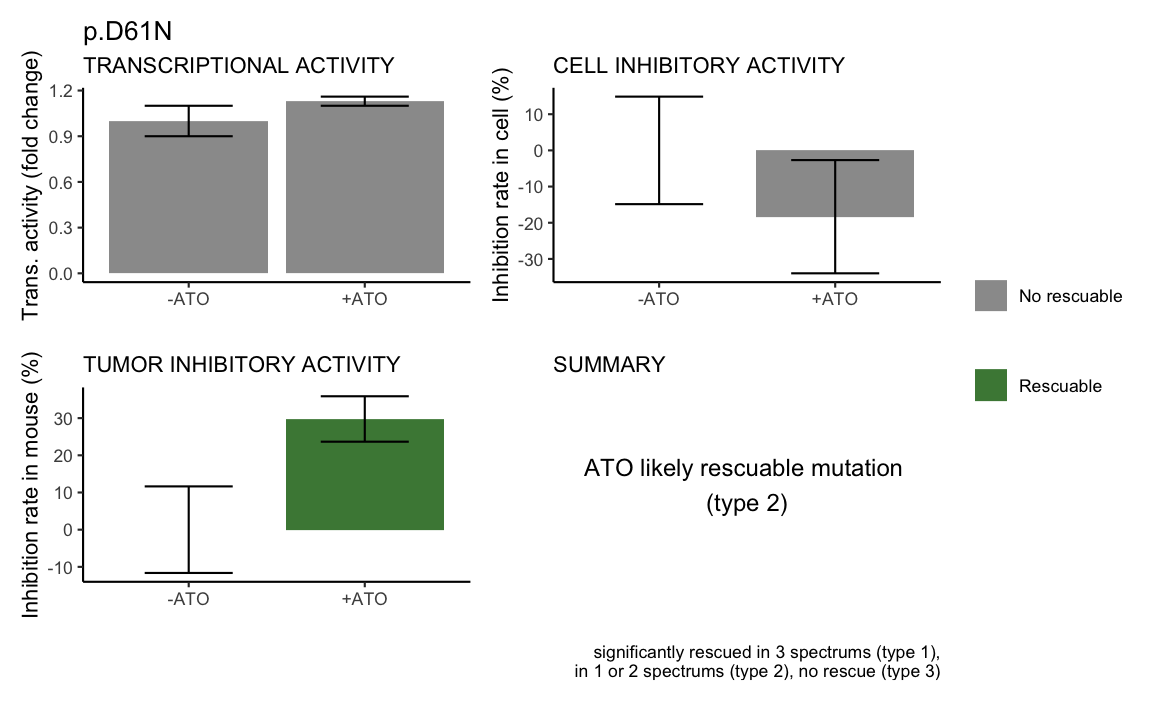 p.D61N
TRANSCRIPTIONAL ACTIVITY
Trans. activity (fold change)
1.2
0.9
0.6
0.3
0.0
-ATO
+ATO
CELL INHIBITORY ACTIVITY
Inhibition rate in cell (%)
10
0
-10
-20
-30
-ATO
+ATO
No rescuable
Rescuable
TUMOR INHIBITORY ACTIVITY
Inhibition rate in mouse (%)
30
20
10
0
-10
-ATO
+ATO
SUMMARY
ATO likely rescuable mutation
(type 2)
significantly rescued in 3 spectrums (type 1),
in 1 or 2 spectrums (type 2), no rescue (type 3)